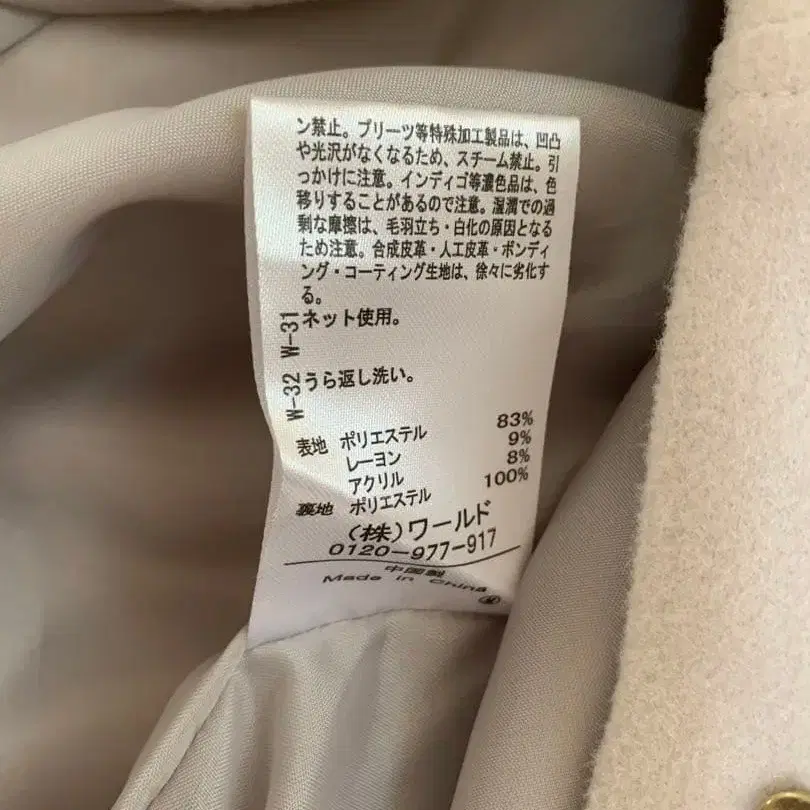 ン禁止。プリーツ等特殊加工製品は、凹凸
や光沢がなくなるため、スチーム禁止。引
っかけに注意。インディゴ等濃色品は、色
移りすることがあるので注意。湿潤での過
剰な摩擦は、毛羽立ち・白化の原因となる
ため注意。合成皮革・人工皮革・ボンディ
ング・コーティング生地は、徐々に劣化す
る。
W-31 ネット使用。
W-32 うら返し洗い。
表地 ポリエステル 83%
レーヨン 9%
アクリル 8%
裏地 ポリエステル 100%
(株)ワールド
0120-977-917
中国製
Made in China